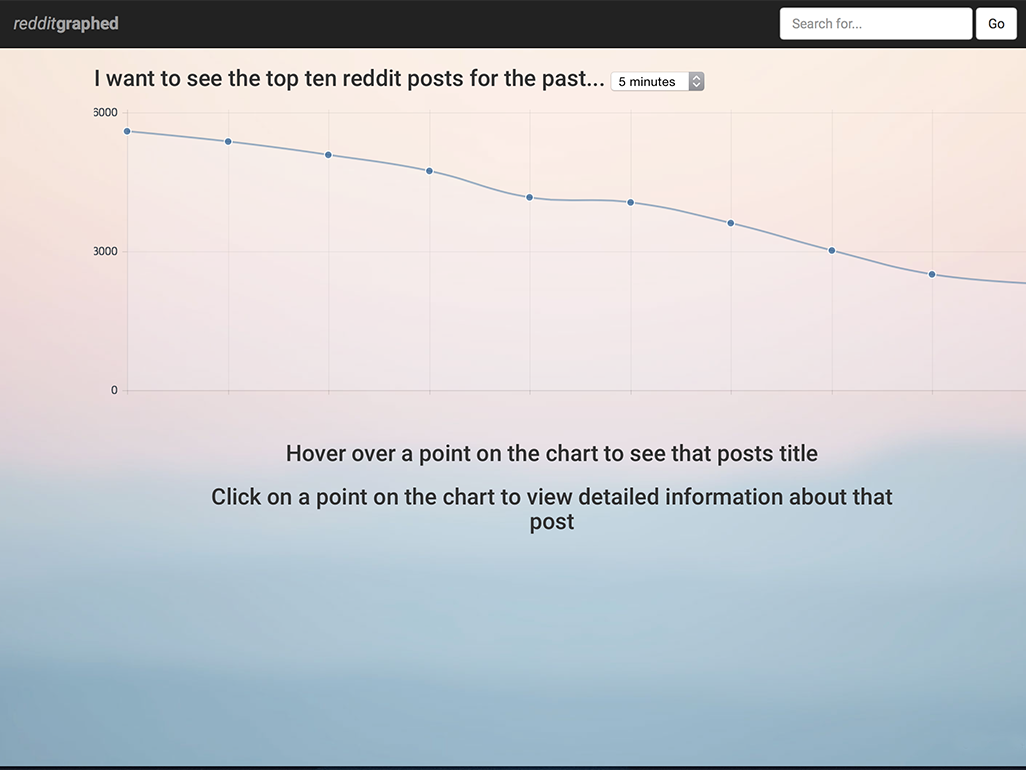 redditgraphed
Search for...
Go
I want to see the top ten reddit posts for the past...
5 minutes
6000
3000
0
Hover over a point on the chart to see that posts title
Click on a point on the chart to view detailed information about that
post